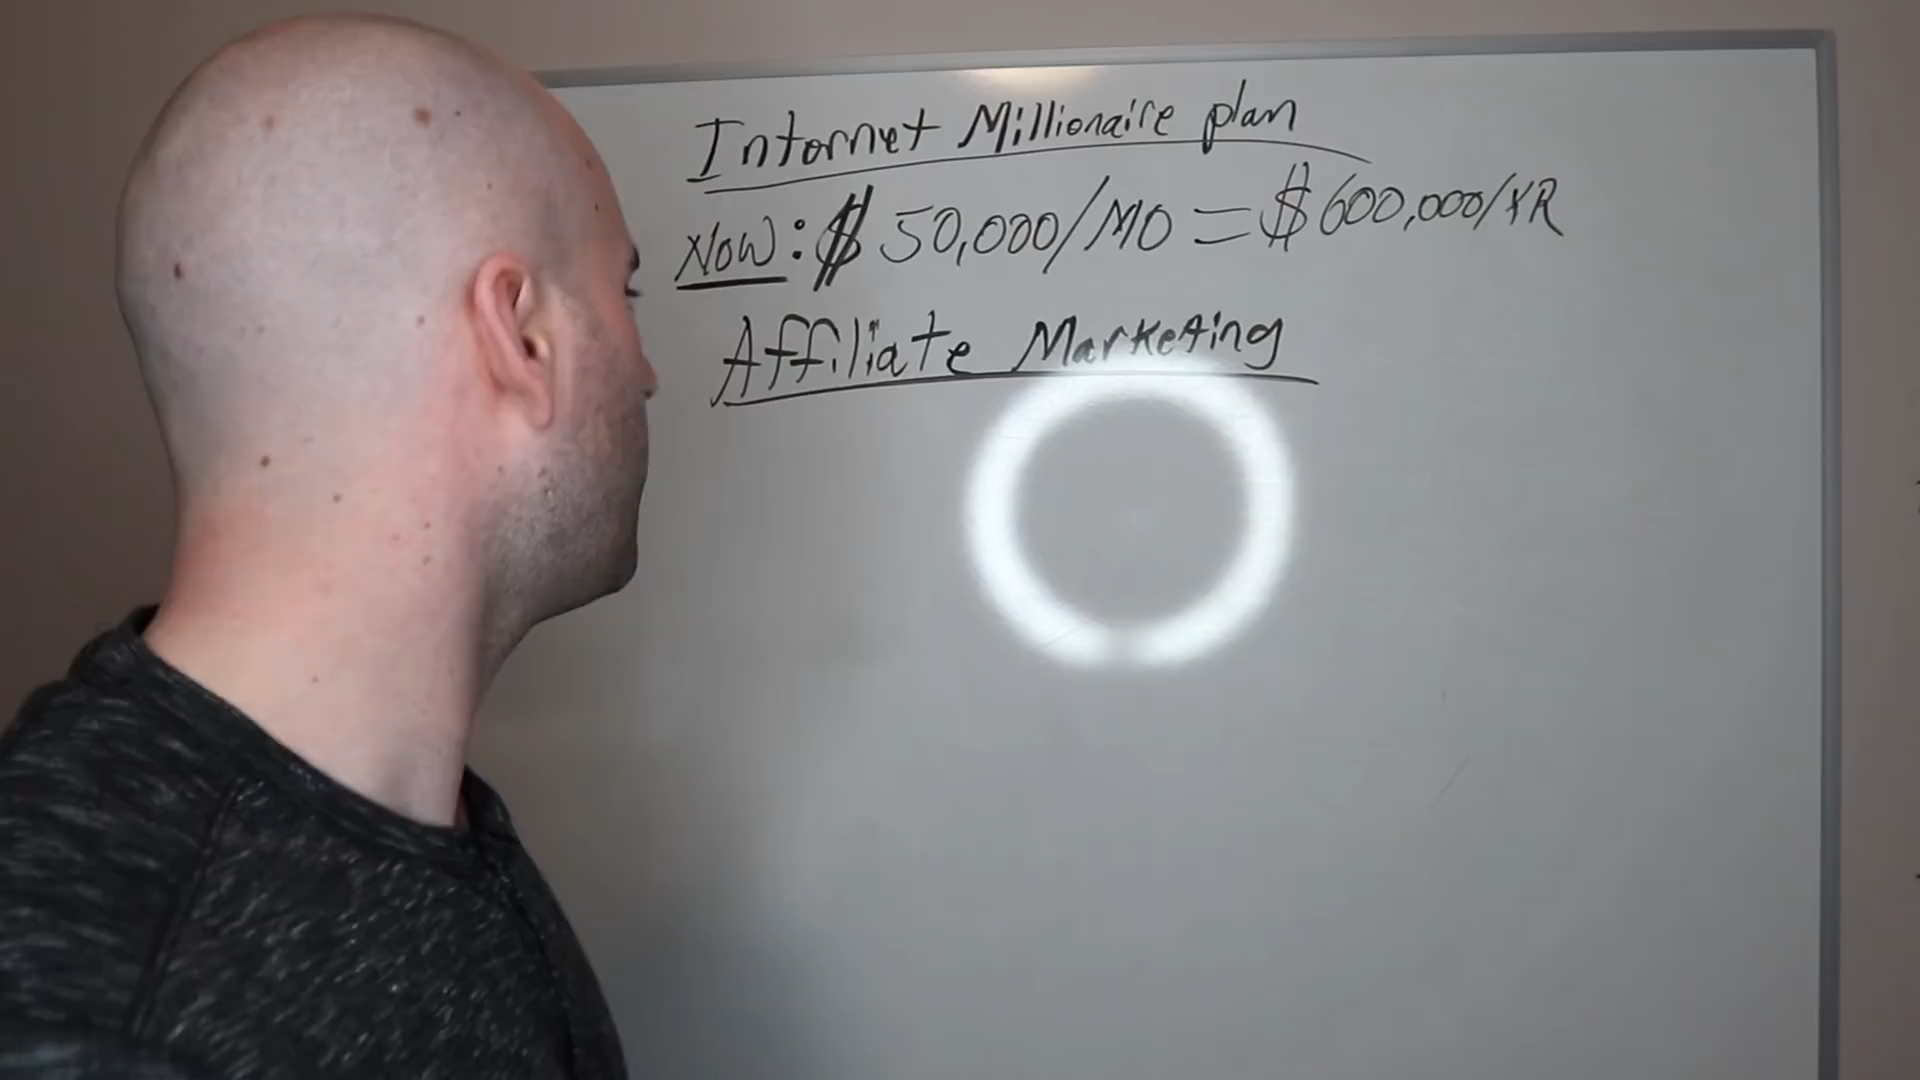 Internet Millionaire plan
NOW: $ 50,000/MO = $600,000/YR
Affiliate Marketing